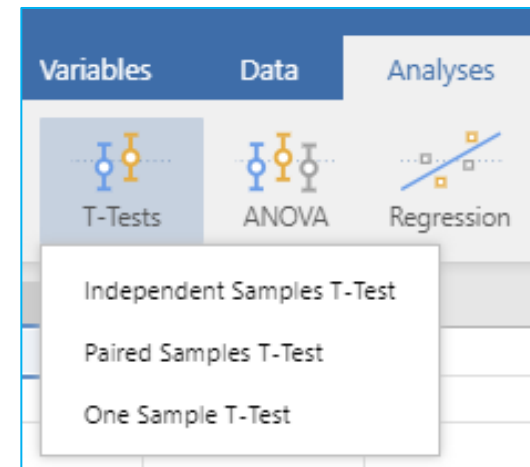 Variables Data Analyses
T-Tests ANOVA Regression
Independent Samples T-Test
Paired Samples T-Test
One Sample T-Test